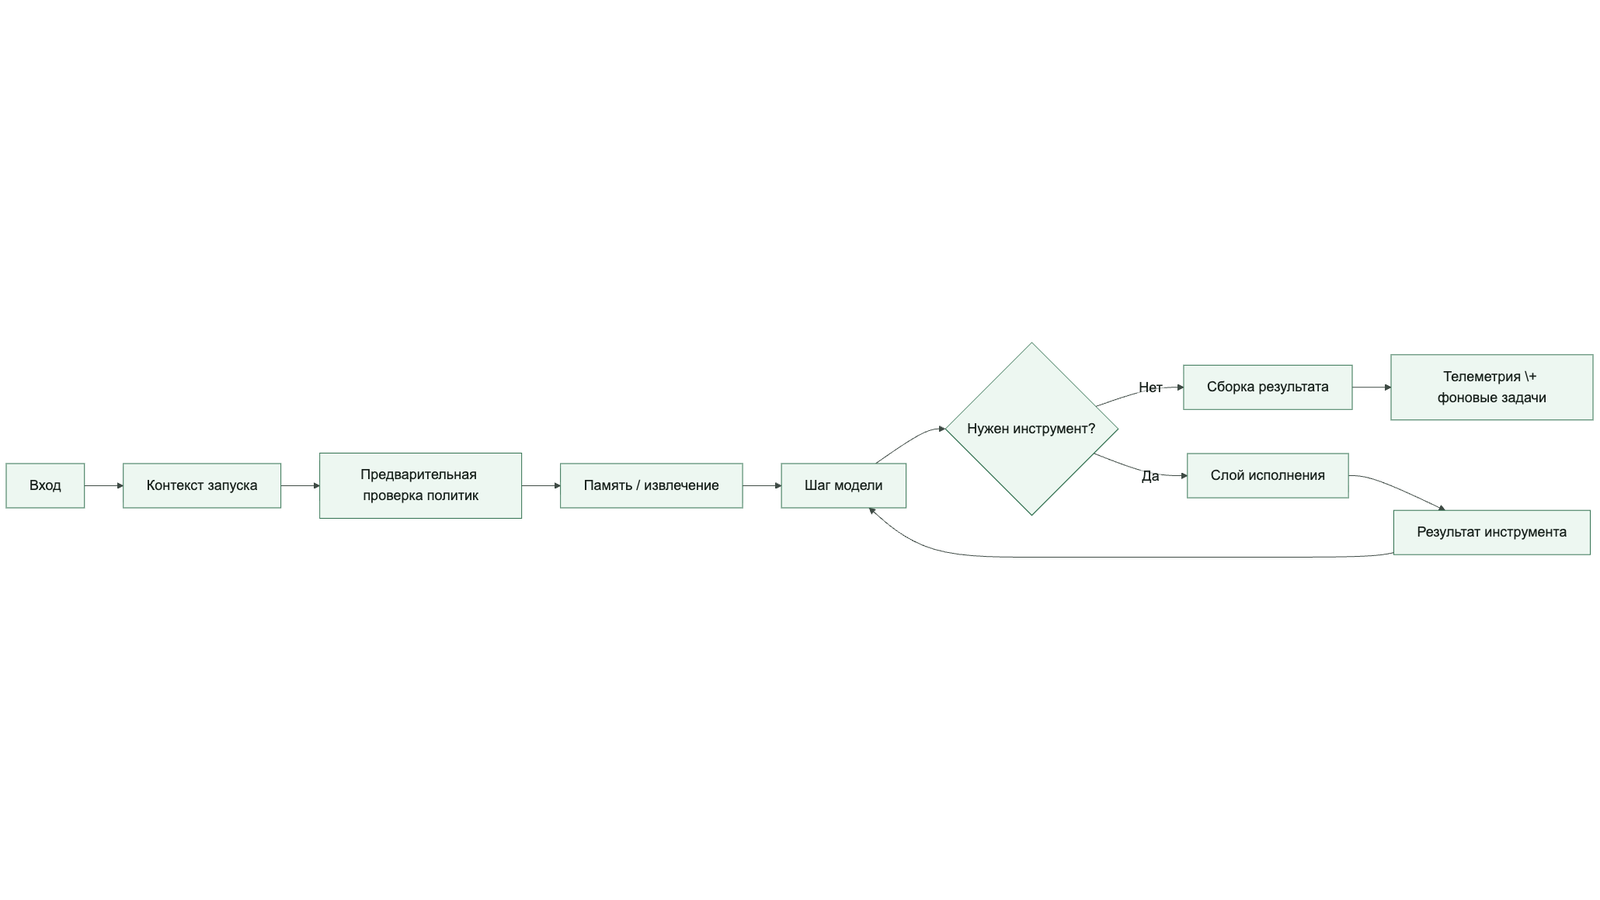 Вход
Контекст запуска
Предварительная
проверка политик
Память / извлечение
Шаг модели
Нужен инструмент?
Нет
Сборка результата
Телеметрия \+
фоновые задачи
Да
Слой исполнения
Результат инструмента